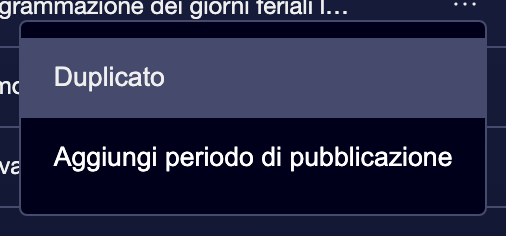 grammazione dei giorni feriali l... ...
Duplicato
Aggiungi periodo di pubblicazione